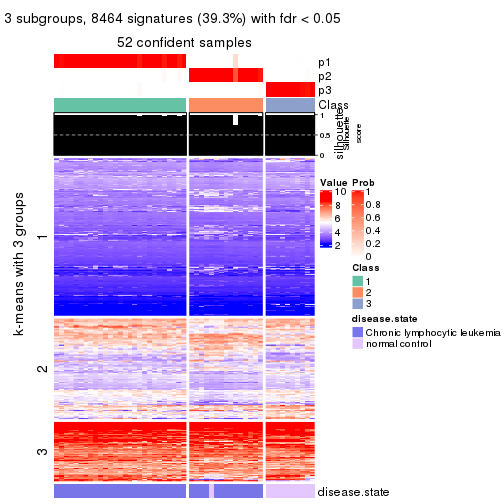 3 subgroups, 8464 signatures (39.3%) with fdr < 0.05
52 confident samples
p1
p2
p3
Class
silhouette
Silhouette
score
1
0.5
0
k-means with 3 groups
1
2
3
Value
10
8
6
4
2
Prob
1
0.8
0.6
0.4
0.2
0
Class
1
2
3
disease.state
Chronic lymphocytic leukemia
normal control
disease.state